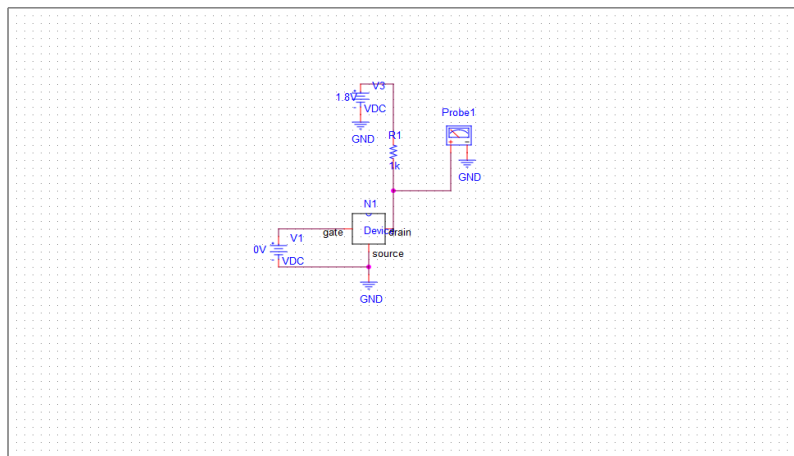 V3
1.8V
VDC
GND
Probe1
R1
1k
GND
N1
gate
Device
drain
V1
0V
VDC
source
GND